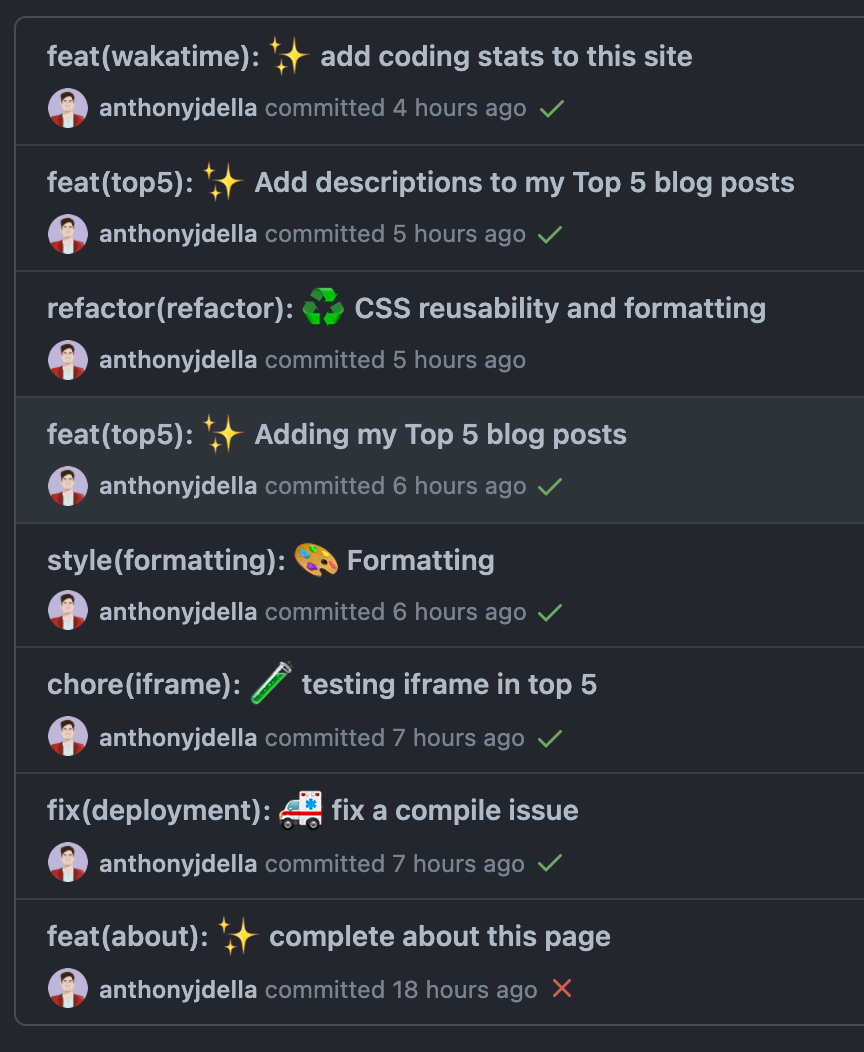 feat(wakatime): ✨ add coding stats to this site
anthonyjdella committed 4 hours ago
feat(top5): ✨ Add descriptions to my Top 5 blog posts
anthonyjdella committed 5 hours ago
refactor(refactor): ♻️ CSS reusability and formatting
anthonyjdella committed 5 hours ago
feat(top5): ✨ Adding my Top 5 blog posts
anthonyjdella committed 6 hours ago
style(formatting): 🎨 Formatting
anthonyjdella committed 6 hours ago
chore(iframe): 🧪 testing iframe in top 5
anthonyjdella committed 7 hours ago
fix(deployment): 🚑 fix a compile issue
anthonyjdella committed 7 hours ago
feat(about): ✨ complete about this page
anthonyjdella committed 18 hours ago